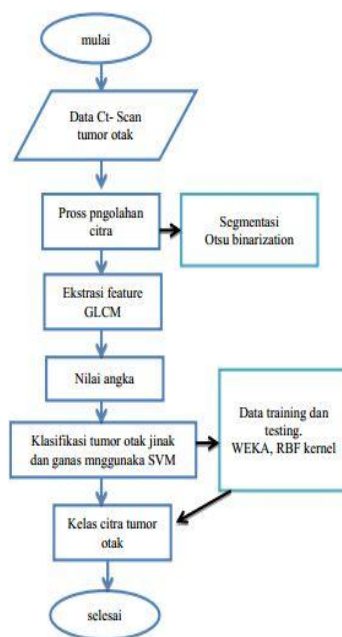 mulai
Data Ct- Scan
tumor otak
Pross pngolahan
citra
Segmentasi
Otsu binarization
Ekstrasi feature
GLCM
Nilai angka
Klasifikasi tumor otak jinak
dan ganas mnggunaka SVM
Data training dan
testing.
WEKA, RBF kernel
Kelas citra tumor
otak
selesai